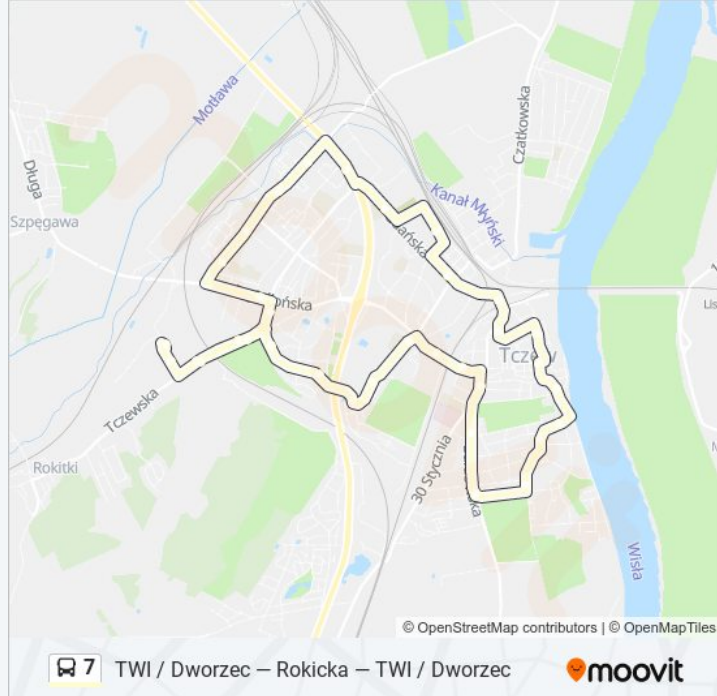 Motława
Czatkowska
Długa
Kanał Młyński
Szpęgawa
Tczewska
Rokitki
30 Stycznia
Wisła
© OpenStreetMap contributors | © OpenMapTiles
7 TWI / Dworzec — Rokicka — TWI / Dworzec moovit